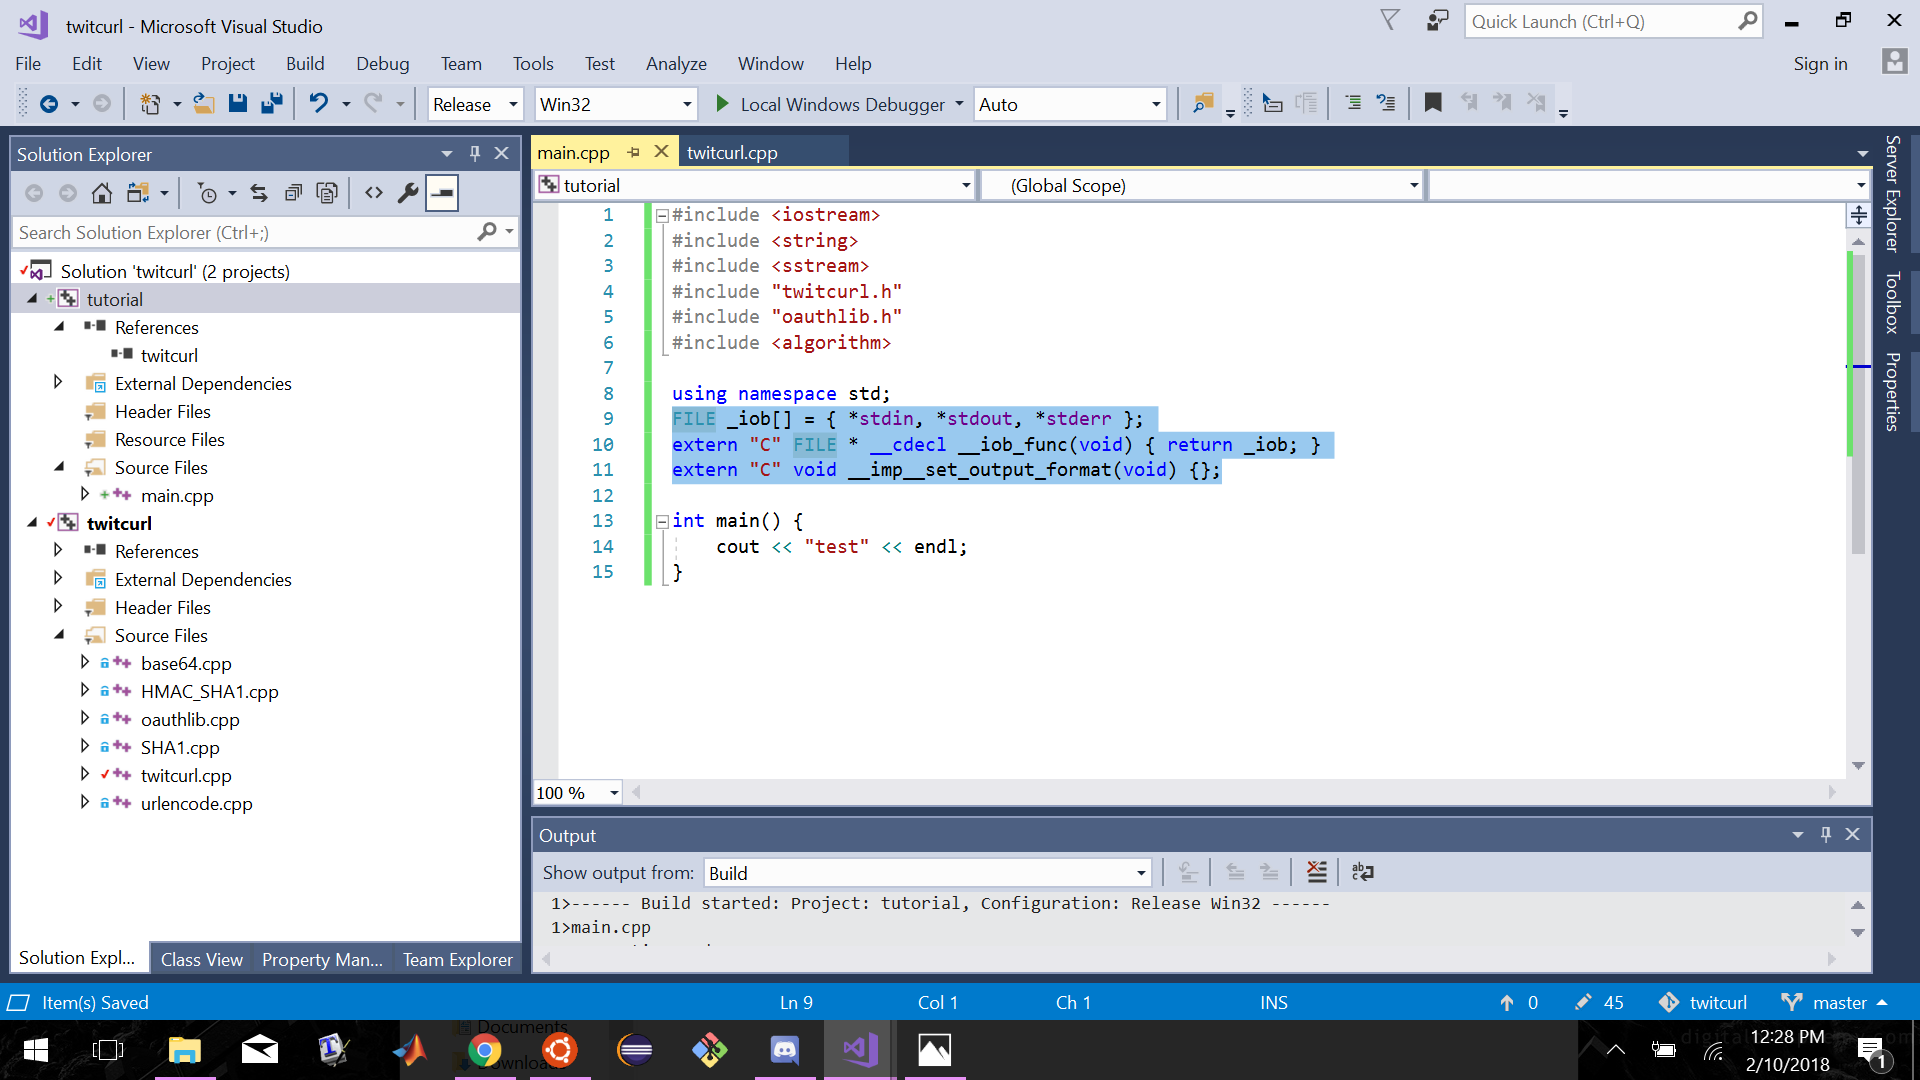 twitcurl - Microsoft Visual Studio
Quick Launch (Ctrl+Q)
File Edit View Project Build Debug Team Tools Test Analyze Window Help
Sign in
Release Win32 Local Windows Debugger Auto
Solution Explorer
Search Solution Explorer (Ctrl+;)
Solution 'twitcurl' (2 projects)
tutorial
References
twitcurl
External Dependencies
Header Files
Resource Files
Source Files
main.cpp
twitcurl
References
External Dependencies
Header Files
Source Files
base64.cpp
HMAC_SHA1.cpp
oauthlib.cpp
SHA1.cpp
twitcurl.cpp
urlencode.cpp
Solution Expl... Class View Property Man... Team Explorer
main.cpp twitcurl.cpp
tutorial (Global Scope)
1 #include <iostream>
2 #include <string>
3 #include <sstream>
4 #include "twitcurl.h"
5 #include "oauthlib.h"
6 #include <algorithm>
7
8 using namespace std;
9 FILE _iob[] = { *stdin, *stdout, *stderr };
10 extern "C" FILE * __cdecl __iob_func(void) { return _iob; }
11 extern "C" void __imp__set_output_format(void) {};
12
13 int main() {
14 cout << "test" << endl;
15 }
100 %
Server Explorer
Toolbox
Properties
Output
Show output from: Build
1>------ Build started: Project: tutorial, Configuration: Release Win32 ------
1>main.cpp
Item(s) Saved Ln 9 Col 1 Ch 1 INS 0 45 twitcurl master
Documents
12:28 PM
2/10/2018
1